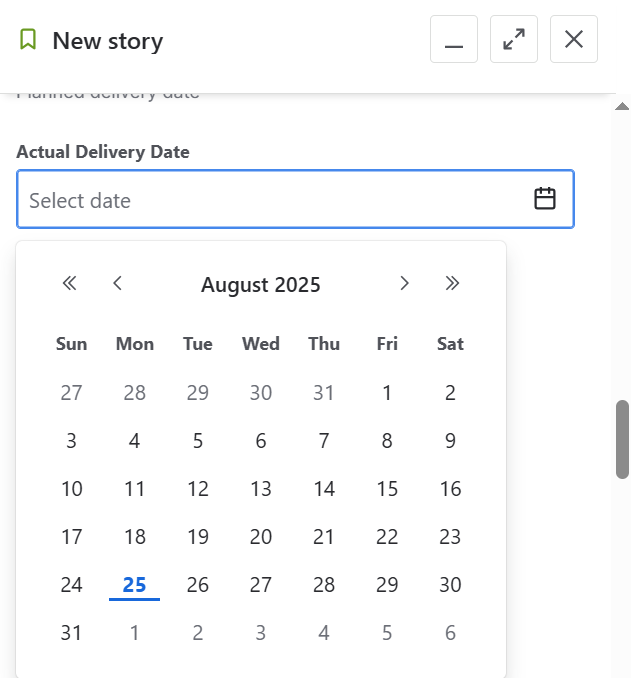 New story
Planned delivery date
Actual Delivery Date
Select date
August 2025
Sun Mon Tue Wed Thu Fri Sat
27 28 29 30 31 1 2
3 4 5 6 7 8 9
10 11 12 13 14 15 16
17 18 19 20 21 22 23
24 25 26 27 28 29 30
31 1 2 3 4 5 6